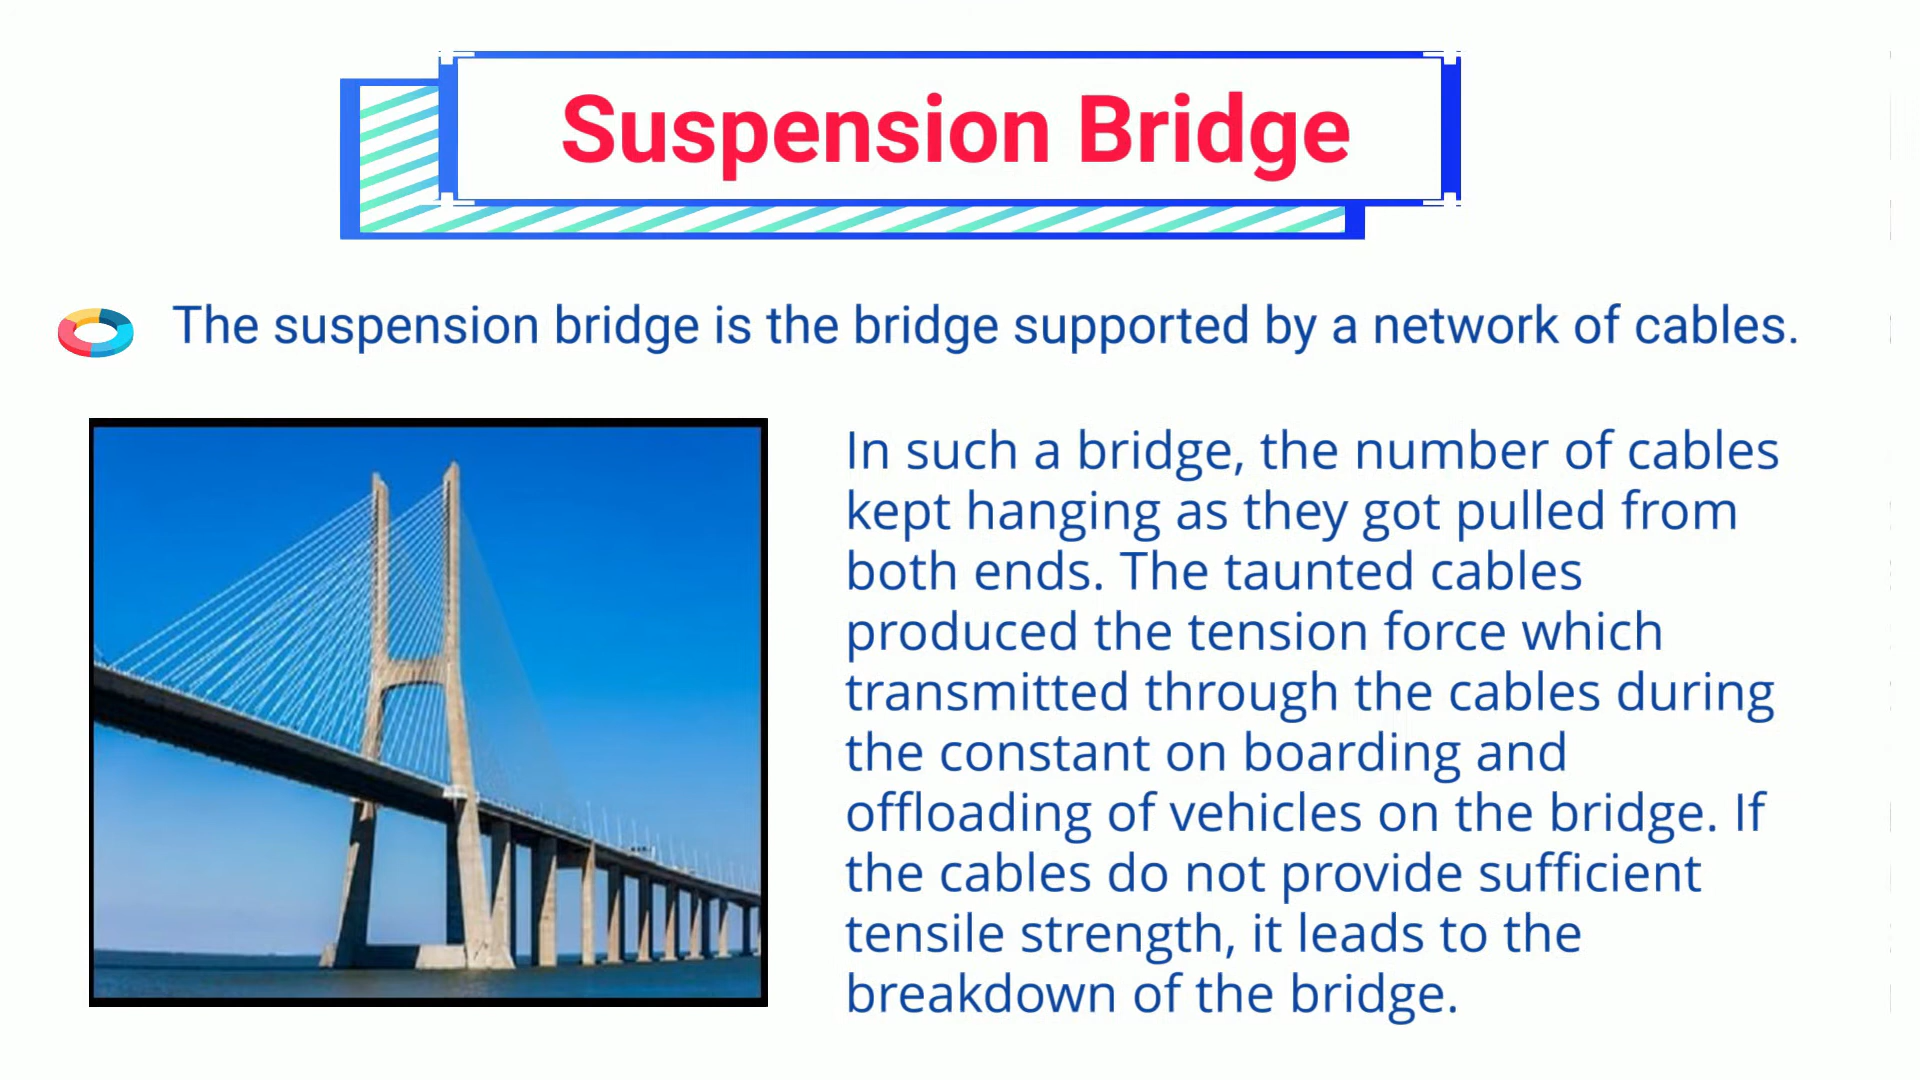 Suspension Bridge
The suspension bridge is the bridge supported by a network of cables.
In such a bridge, the number of cables
kept hanging as they got pulled from
both ends. The taunted cables
produced the tension force which
transmitted through the cables during
the constant on boarding and
offloading of vehicles on the bridge. If
the cables do not provide sufficient
tensile strength, it leads to the
breakdown of the bridge.